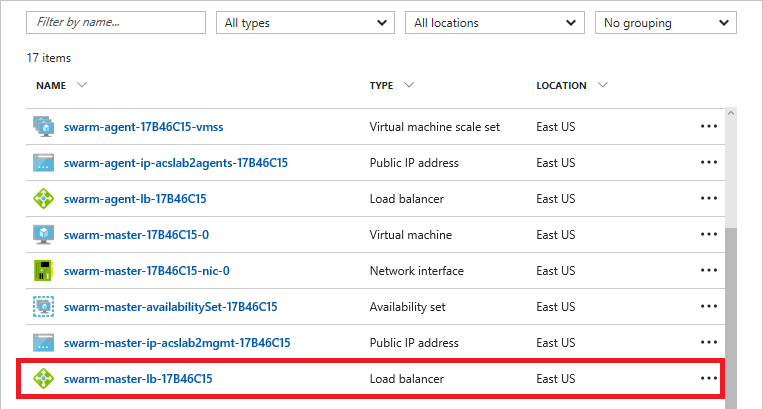 Filter by name... All types All locations No grouping
17 items
NAME TYPE LOCATION
swarm-agent-17B46C15-vmss Virtual machine scale set East US
swarm-agent-ip-acslab2agents-17B46C15 Public IP address East US
swarm-agent-lb-17B46C15 Load balancer East US
swarm-master-17B46C15-0 Virtual machine East US
swarm-master-17B46C15-nic-0 Network interface East US
swarm-master-availabilitySet-17B46C15 Availability set East US
swarm-master-ip-acslab2mgmt-17B46C15 Public IP address East US
swarm-master-lb-17B46C15 Load balancer East US